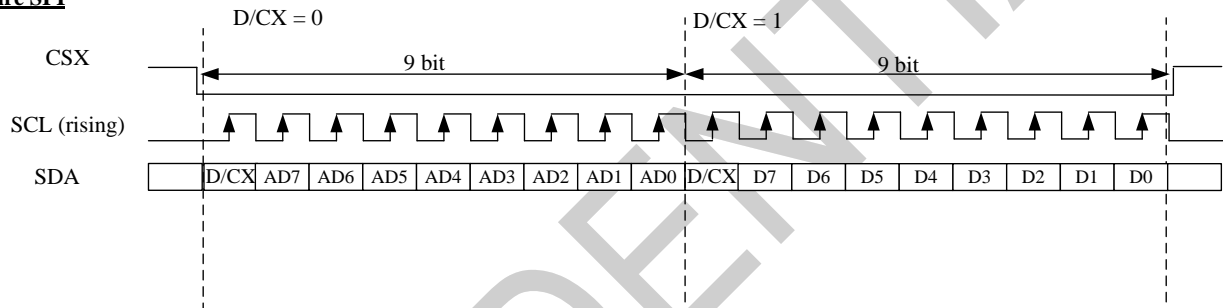 D/CX = 0
D/CX = 1
CSX
9 bit
9 bit
SCL (rising)
SDA
D/CX AD7 AD6 AD5 AD4 AD3 AD2 AD1 AD0 D/CX D7 D6 D5 D4 D3 D2 D1 D0